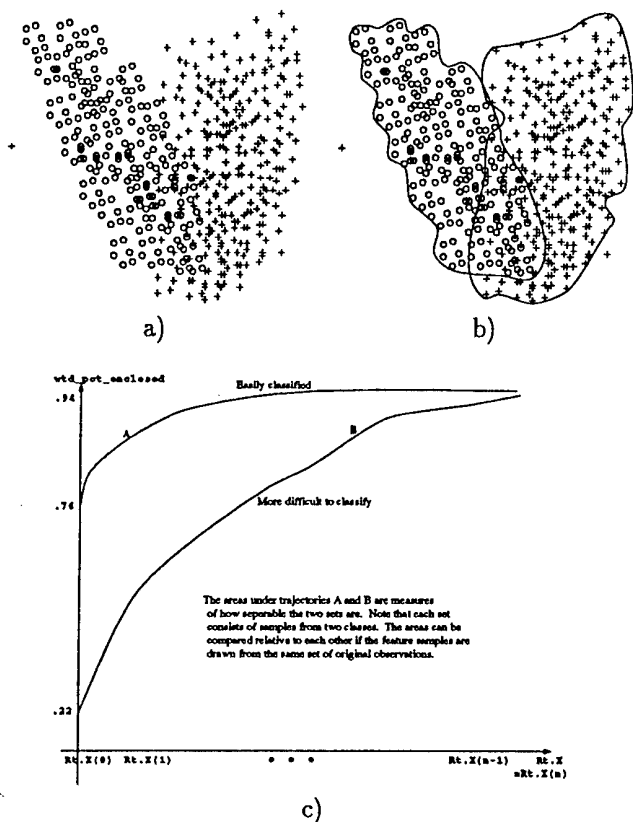 a)
b)
wtd_pct_enclosed
.94
Easily classified
A
B
.76
More difficult to classify
The areas under trajectories A and B are measures
of how separable the two sets are. Note that each set
consists of samples from two classes. The areas can be
compared relative to each other if the feature samples are
drawn from the same set of original observations.
.22
Rt.X(0) Rt.X(1) • • • Rt.X(n-1) Rt.X
=Rt.X(n)
c)